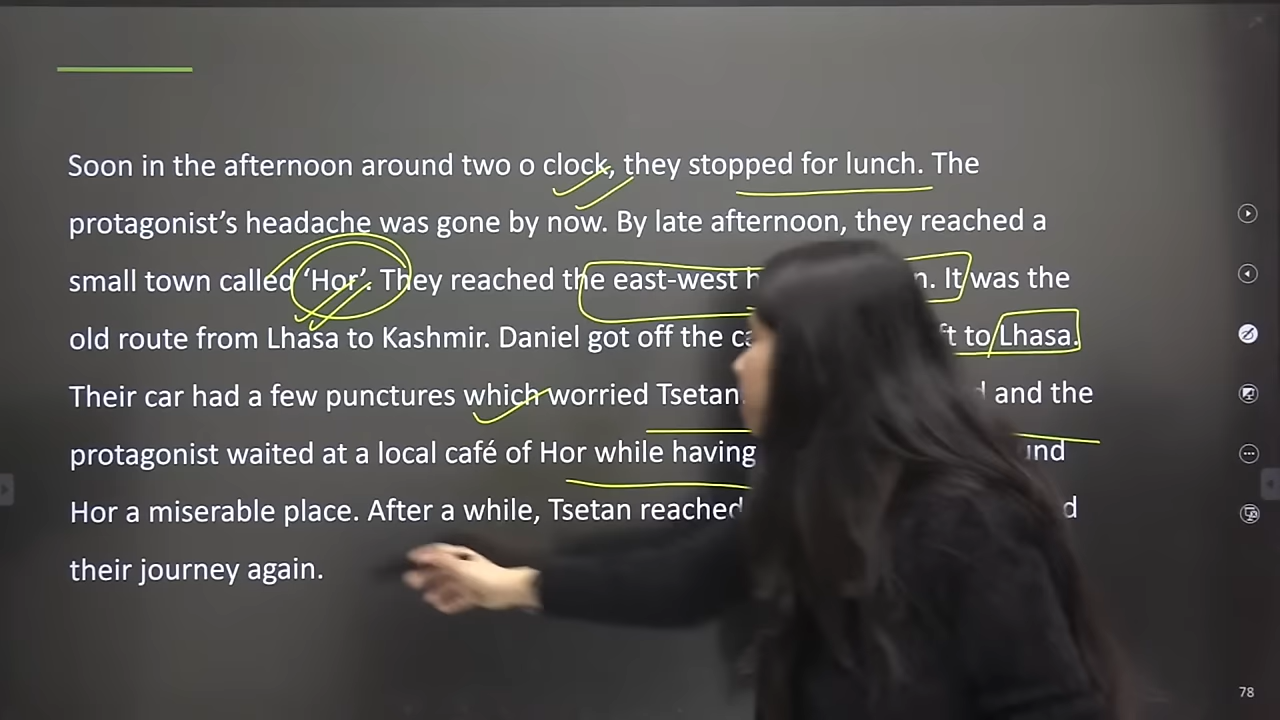 Soon in the afternoon around two o clock, they stopped for lunch. The
protagonist's headache was gone by now. By late afternoon, they reached a
small town called 'Hor'. They reached the east-west It was the
old route from Lhasa to Kashmir. Daniel got off the to Lhasa.
Their car had a few punctures which worried Tsetan. and the
protagonist waited at a local café of Hor while having
Hor a miserable place. After a while, Tsetan reached
their journey again.
78